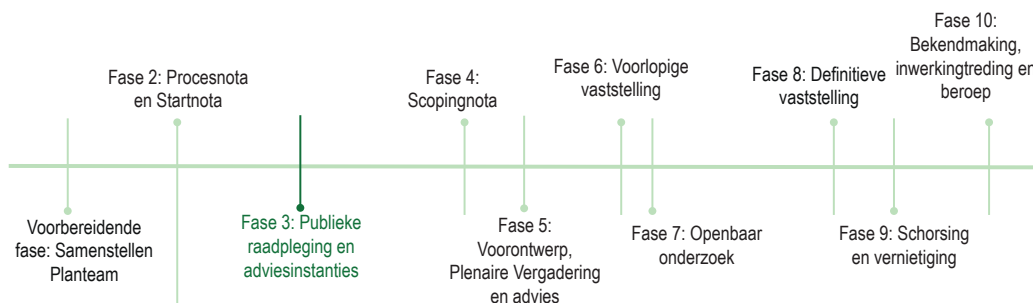 Voorbereidende
fase: Samenstellen
Planteam
Fase 2: Procesnota
en Startnota
Fase 3: Publieke
raadpleging en
adviesinstanties
Fase 4:
Scopingnota
Fase 5:
Voorontwerp,
Plenaire Vergadering
en advies
Fase 6: Voorlopige
vaststelling
Fase 7: Openbaar
onderzoek
Fase 8: Definitieve
vaststelling
Fase 9: Schorsing
en vernietiging
Fase 10:
Bekendmaking,
inwerkingtreding en
beroep